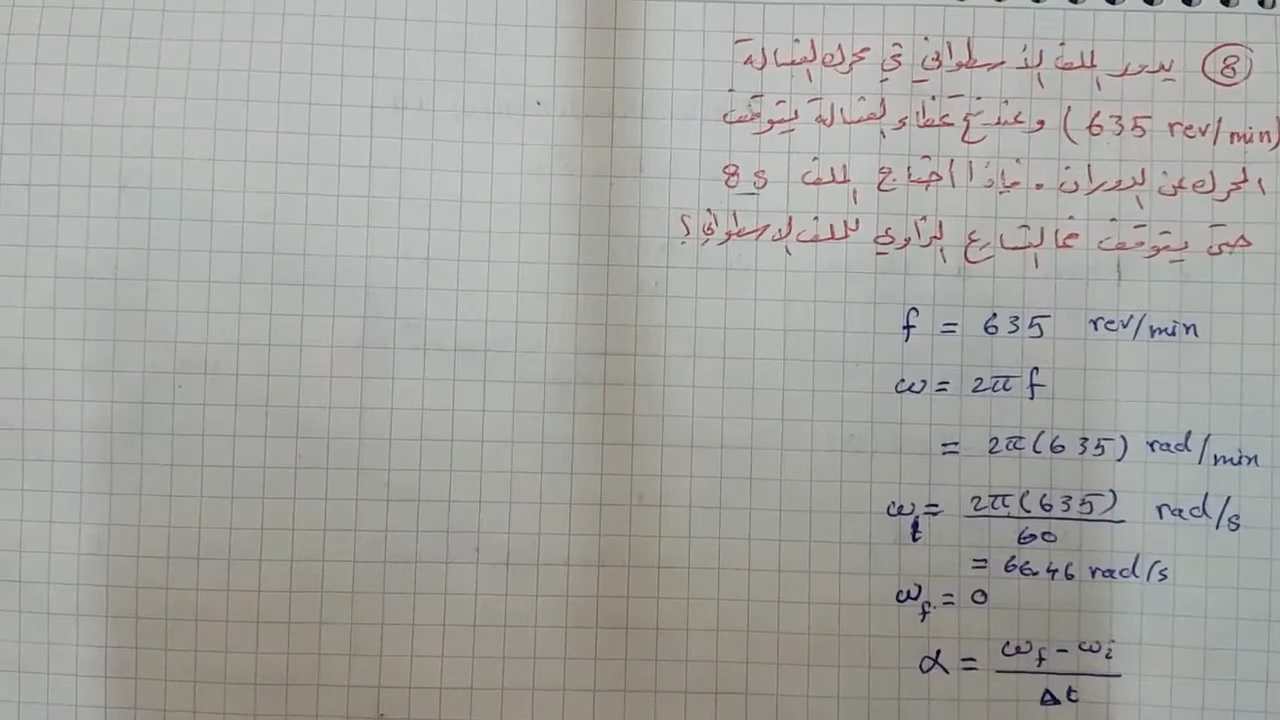 8 يدور الملف الأسطواني في محرك الغسالة
(635 rev/min) وعند فتح غطاء الغسالة يتوقف
المحرك عن الدوران. فإذا احتاج الملف 8 s
حتى يتوقف فما التسارع الزاوي للملف الاسطواني؟
f = 635 rev/min
ω = 2π f
= 2π(635) rad/min
ωi = 2π(635)/60 rad/s
= 66.46 rad/s
ωf = 0
α = ωf - ωi / Δt